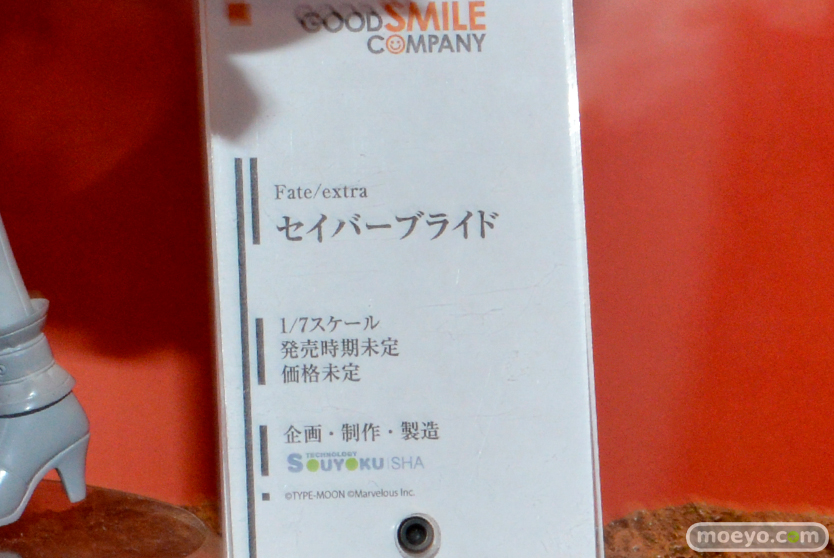 GOOD SMILE
COMPANY
Fate/extra
セイバーブライド
1/7スケール
発売時期未定
価格未定
企画・制作・製造
TECHNOLOGY
SOUYOKUSHA
©TYPE-MOON ©Marvelous Inc.
moeyo.com